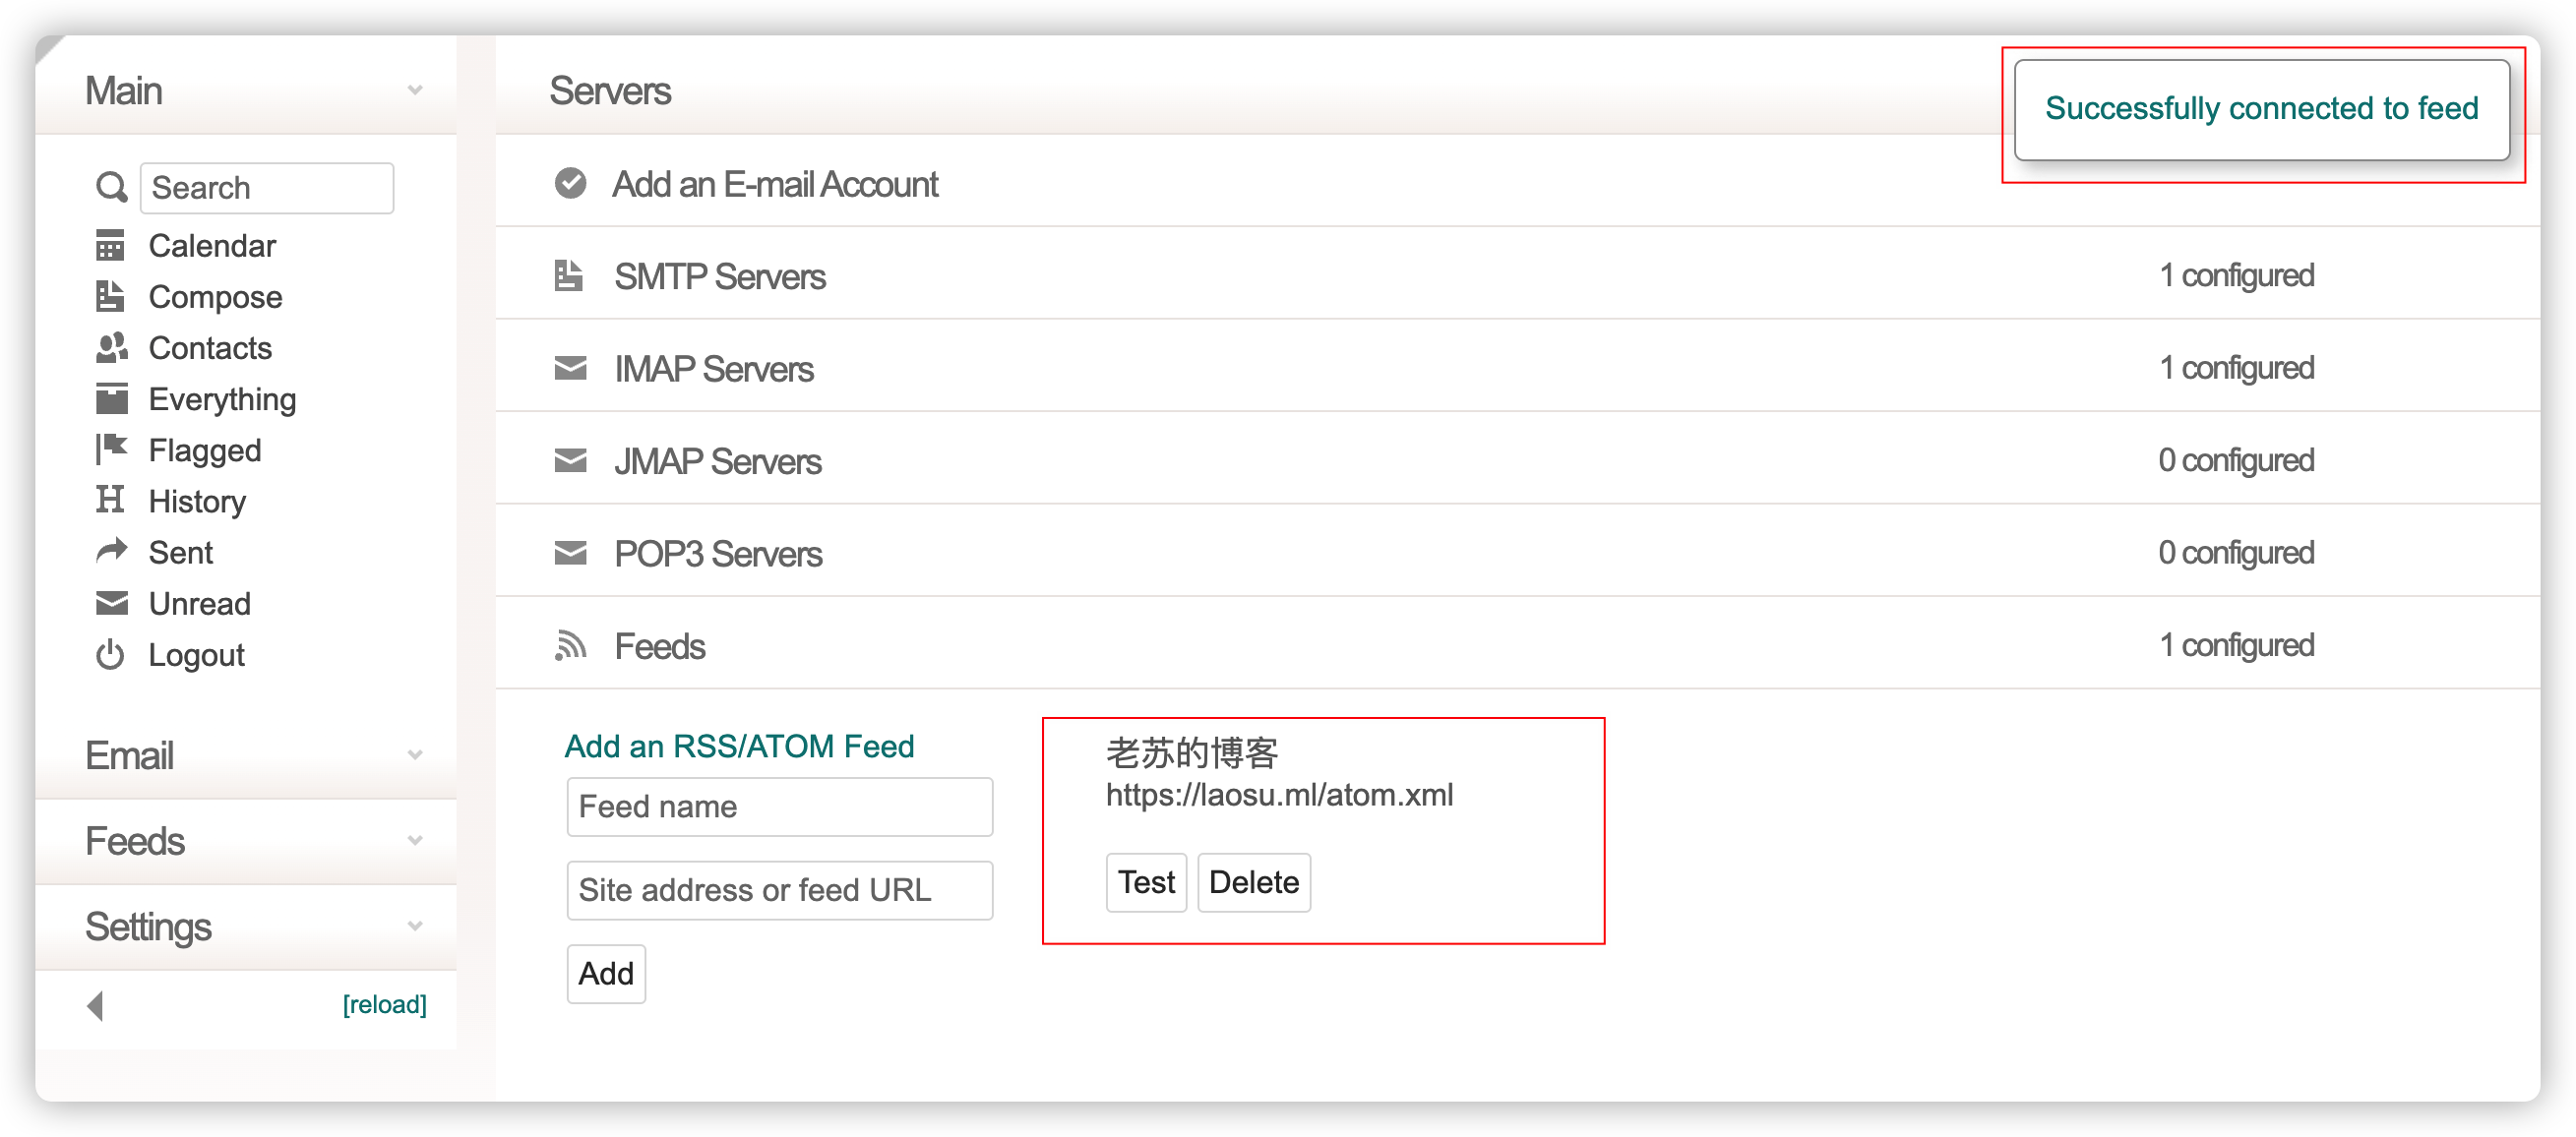 Main
Search
Calendar
Compose
Contacts
Everything
Flagged
History
Sent
Unread
Logout
Email
Feeds
Settings
[reload]
Servers
Successfully connected to feed
Add an E-mail Account
SMTP Servers 1 configured
IMAP Servers 1 configured
JMAP Servers 0 configured
POP3 Servers 0 configured
Feeds 1 configured
Add an RSS/ATOM Feed
Feed name
Site address or feed URL
Add
老苏的博客
https://laosu.ml/atom.xml
Test Delete